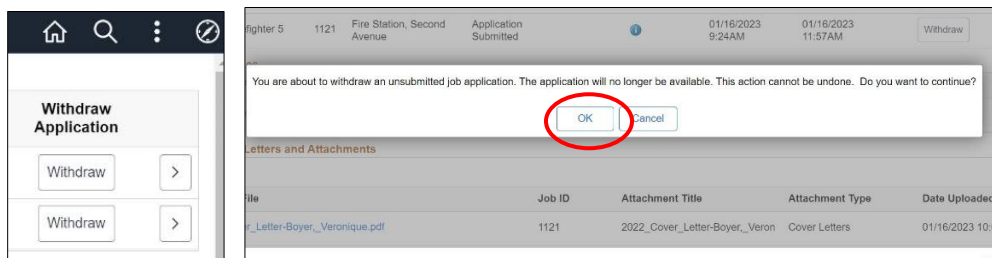 Withdraw
Application
Withdraw
Withdraw
fighter 5 1121 Fire Station, Second Avenue Application Submitted 01/16/2023 9:24AM 01/16/2023 11:57AM Withdraw
You are about to withdraw an unsubmitted job application. The application will no longer be available. This action cannot be undone. Do you want to continue?
OK Cancel
Letters and Attachments
File Job ID Attachment Title Attachment Type Date Uploaded
r_Letter-Boyer,_Veronique.pdf 1121 2022_Cover_Letter-Boyer,_Veron Cover Letters 01/16/2023 10: